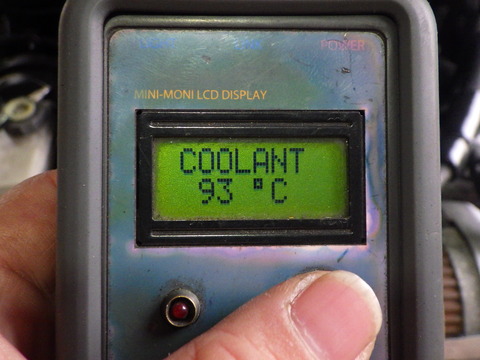 POWER
MINI-MONI LCD DISPLAY
COOLANT
93 °C